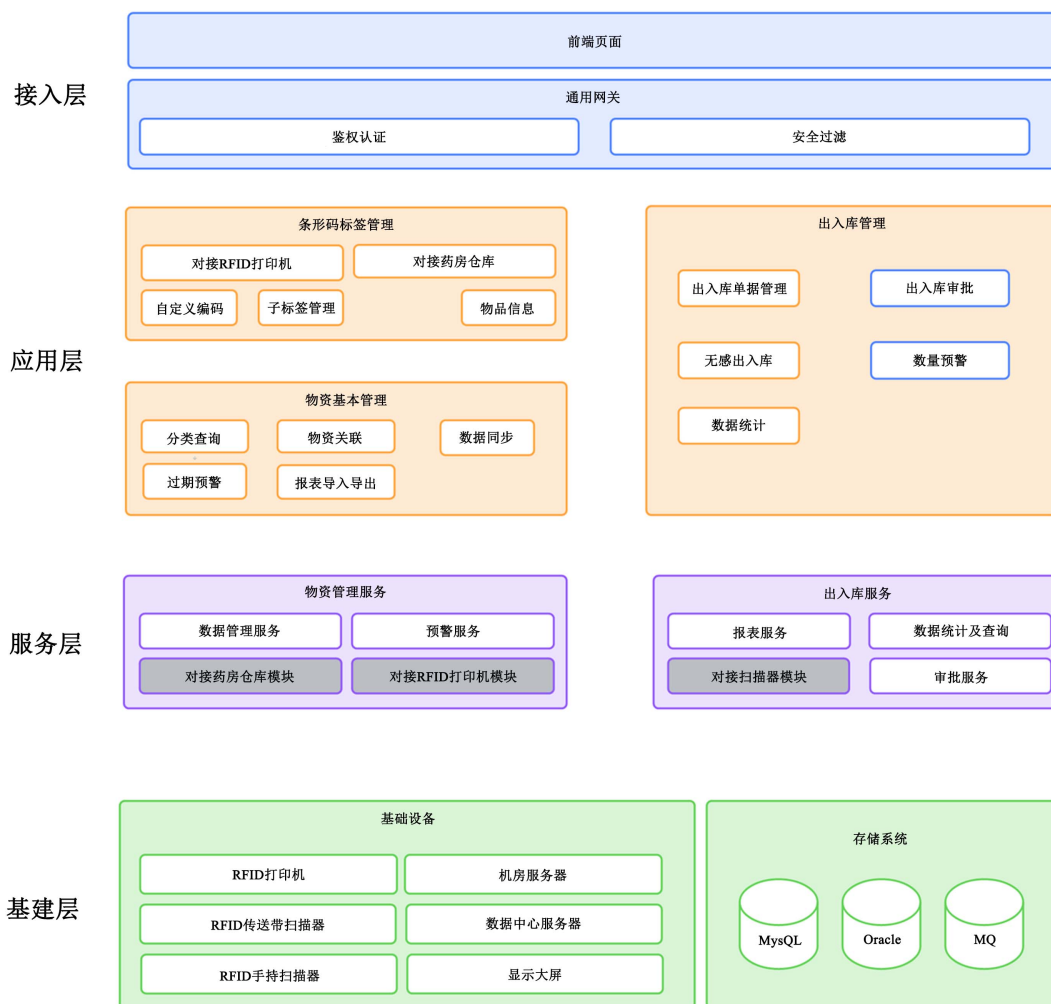 接入层
前端页面
通用网关
鉴权认证
安全过滤
应用层
条形码标签管理
对接RFID打印机
对接药房仓库
自定义编码
子标签管理
物品信息
物资基本管理
分类查询
物资关联
数据同步
过期预警
报表导入导出
出入库管理
出入库单据管理
出入库审批
无感出入库
数量预警
数据统计
服务层
物资管理服务
数据管理服务
预警服务
对接药房仓库模块
对接RFID打印机模块
出入库服务
报表服务
数据统计及查询
对接扫描器模块
审批服务
基建层
基础设备
RFID打印机
机房服务器
RFID传送带扫描器
数据中心服务器
RFID手持扫描器
显示大屏
存储系统
MysQL
Oracle
MQ